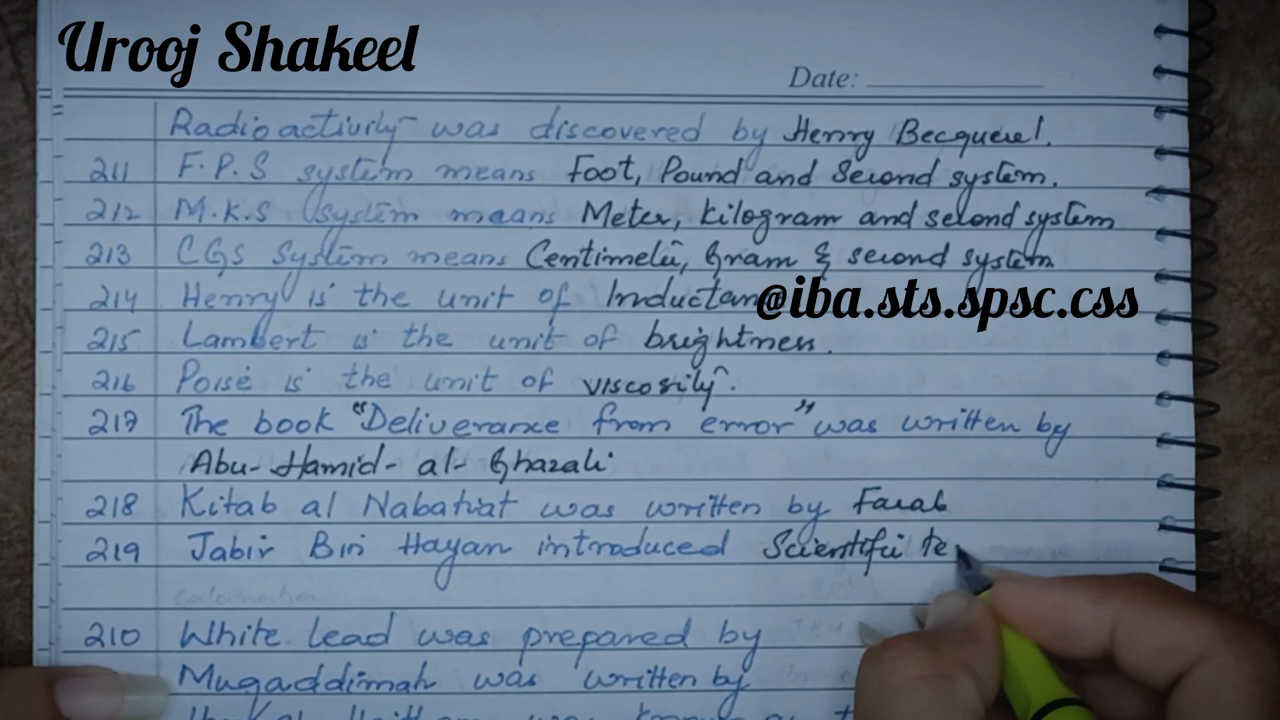 Urooj Shakeel
Date:
Radioactivity was discovered by Henry Becquerel.
211 F.P.S system means Foot, Pound and Second system.
212 M.K.S system means Meter, kilogram and second system
213 CGS System means Centimeter, Gram & second system
214 Henry is the unit of Inductan
@iba.sts.spsc.css
215 Lambert is the unit of brightness.
216 Poise is the unit of viscosity.
217 The book "Deliverance from error" was written by
Abu-Hamid-al-Ghazali
218 Kitab al Nabatiat was written by Farab
219 Jabir Bin Hayan introduced Scientific te
210 White lead was prepared by
Muqaddimah was written by